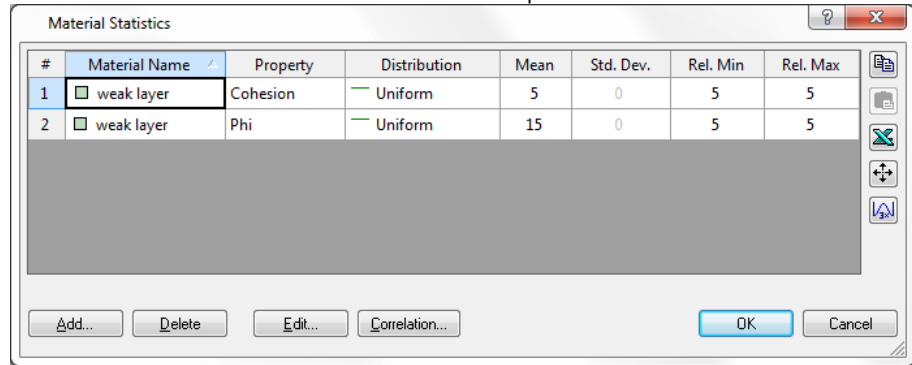 Material Statistics
# Material Name Property Distribution Mean Std. Dev. Rel. Min Rel. Max
1 weak layer Cohesion Uniform 5 0 5 5
2 weak layer Phi Uniform 15 0 5 5
Add... Delete Edit... Correlation... OK Cancel